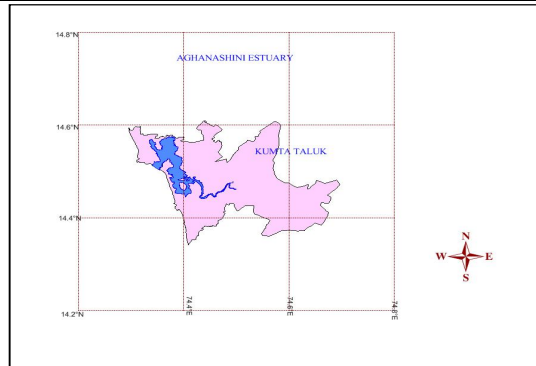 14.8°N
AGHANASHINI ESTUARY
14.6°N
KUMTA TALUK
14.4°N
N
W E
S
14.2°N
74.4°E
74.6°E
74.8°E